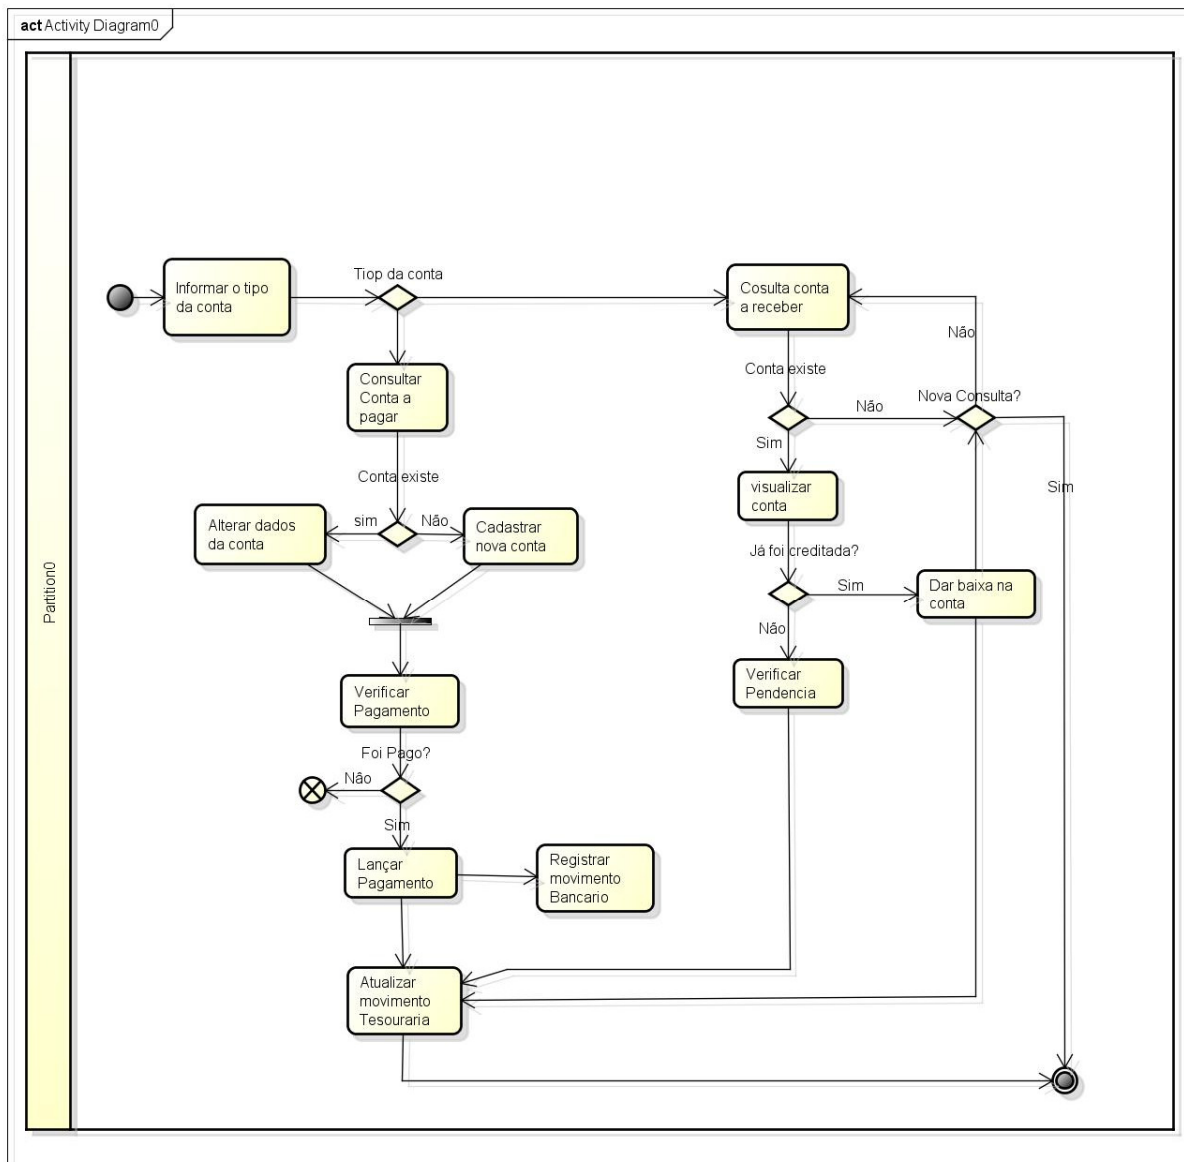 act Activity Diagram0
Partition0
Informar o tipo
da conta
Tiop da conta
Cosulta conta
a receber
Não
Consultar
Conta a
pagar
Conta existe
Nova Consulta?
Não
Sim
Sim
Conta existe
visualizar
conta
Alterar dados
da conta
sim
Não
Cadastrar
nova conta
Já foi creditada?
Sim
Dar baixa na
conta
Não
Verificar
Pendencia
Verificar
Pagamento
Foi Pago?
Não
Sim
Lançar
Pagamento
Registrar
movimento
Bancario
Atualizar
movimento
Tesouraria